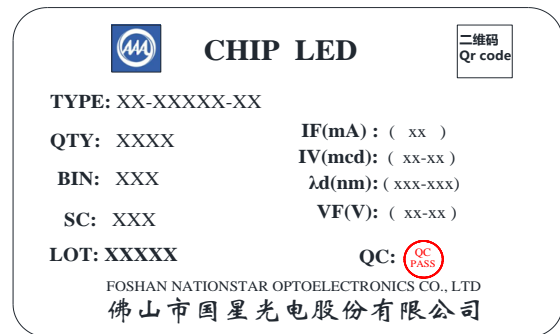 CHIP LED
二维码
Qr code
TYPE: XX-XXXXX-XX
QTY: XXXX
BIN: XXX
SC: XXX
LOT: XXXXX
IF(mA) : ( xx )
IV(mcd): ( xx-xx )
λd(nm): ( xxx-xxx)
VF(V): ( xx-xx )
QC: QC
PASS
FOSHAN NATIONSTAR OPTOELECTRONICS CO., LTD
佛山市国星光电股份有限公司